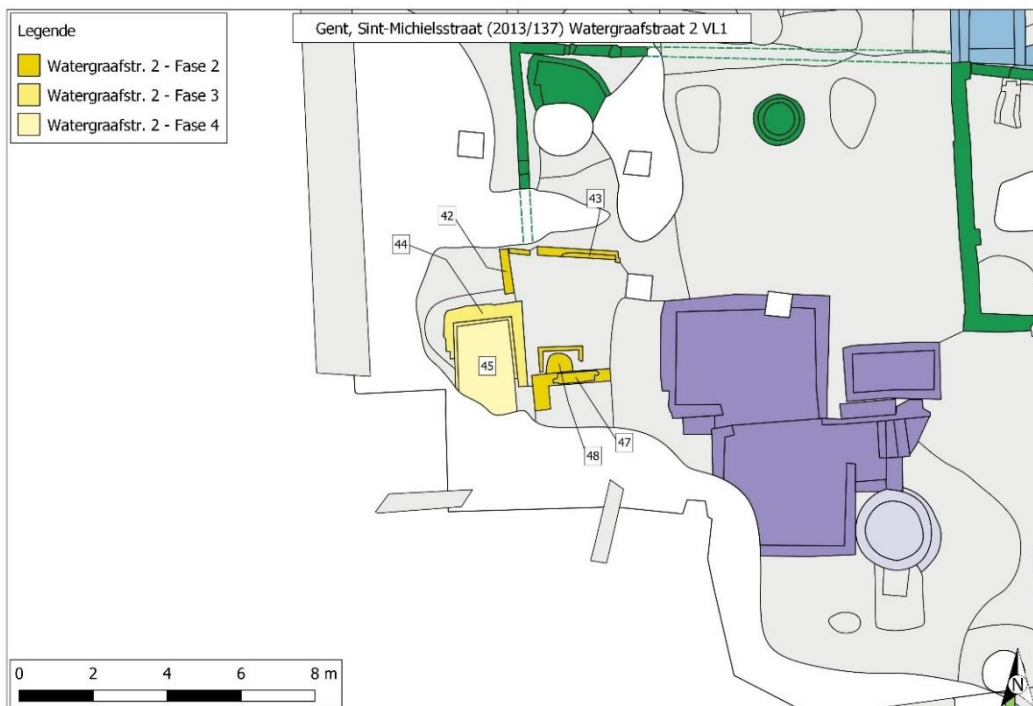 Gent, Sint-Michielsstraat (2013/137) Watergraafstraat 2 VL1
Legende
Watergraafstr. 2 - Fase 2
Watergraafstr. 2 - Fase 3
Watergraafstr. 2 - Fase 4
43
42
44
45
47
48
0 2 4 6 8 m
N